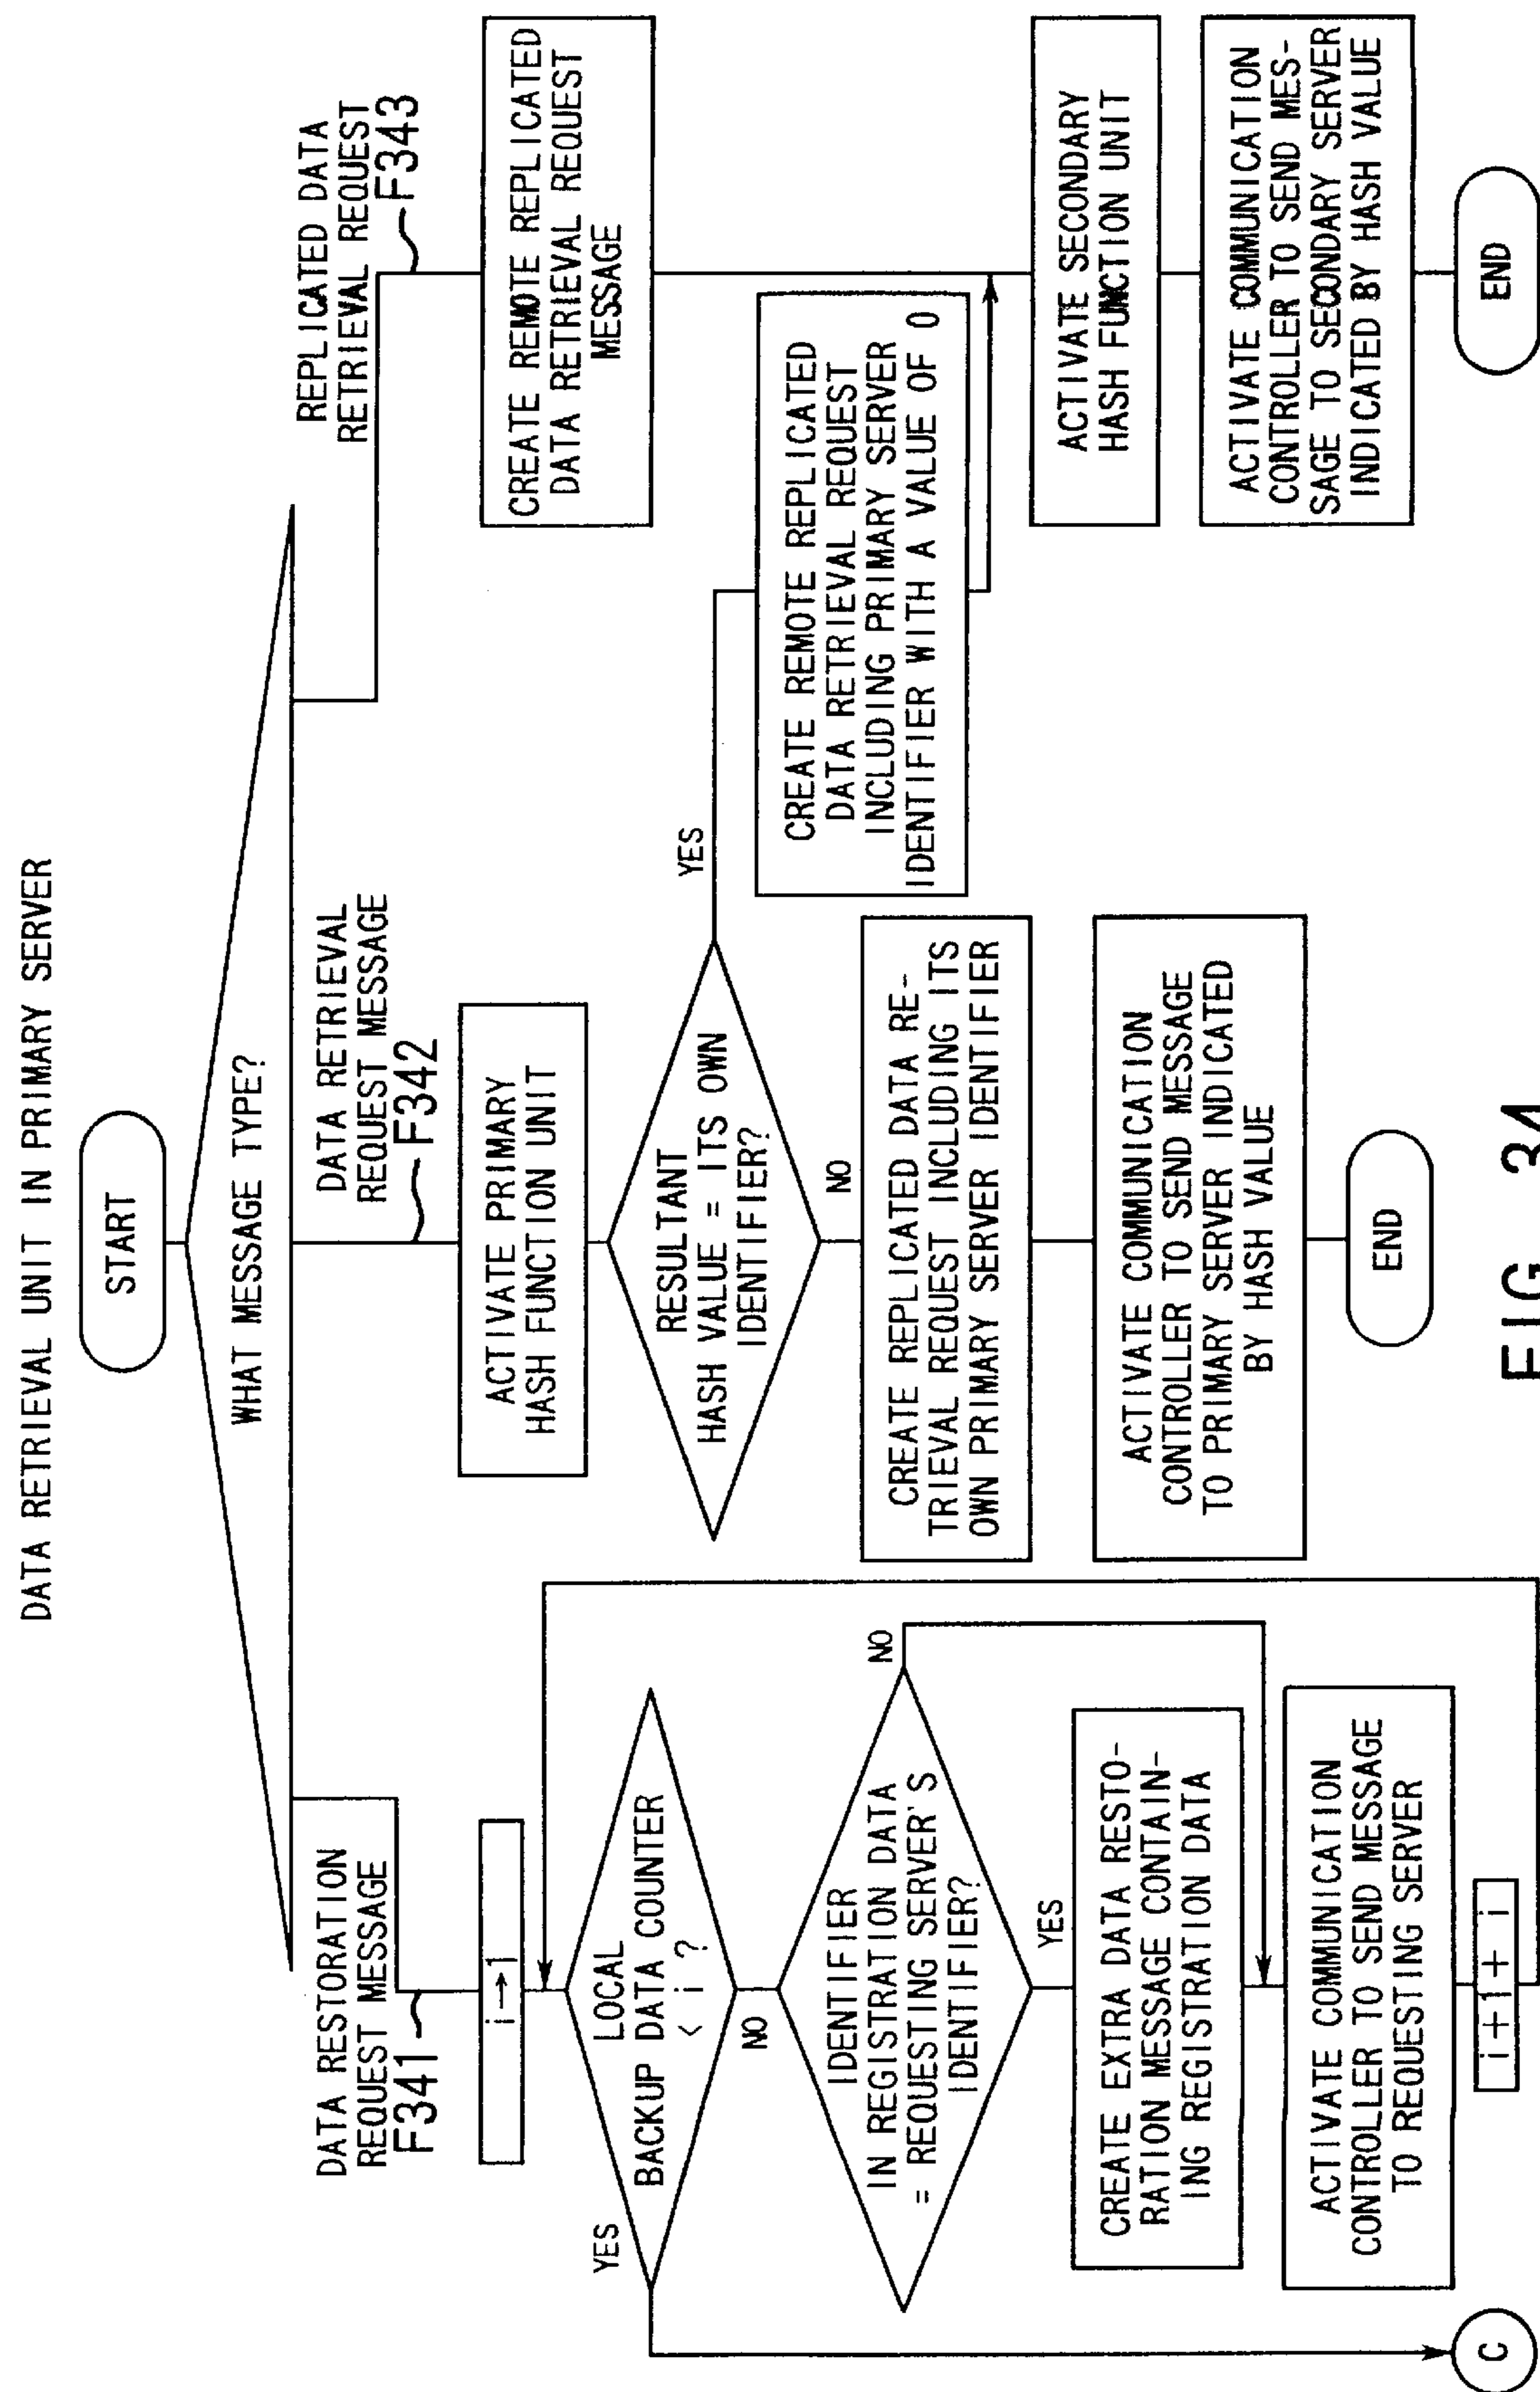 DATA RETRIEVAL UNIT IN PRIMARY SERVER
START
WHAT MESSAGE TYPE?
DATA RESTORATION
REQUEST MESSAGE
F341
i→1
LOCAL
BACKUP DATA COUNTER
< i ?
YES
NO
IDENTIFIER
IN REGISTRATION DATA
= REQUESTING SERVER'S
IDENTIFIER?
NO
YES
CREATE EXTRA DATA RESTO-
RATION MESSAGE CONTAIN-
ING REGISTRATION DATA
ACTIVATE COMMUNICATION
CONTROLLER TO SEND MESSAGE
TO REQUESTING SERVER
i+1+ i
C
DATA RETRIEVAL
REQUEST MESSAGE
F342
ACTIVATE PRIMARY
HASH FUNCTION UNIT
RESULTANT
HASH VALUE = ITS OWN
IDENTIFIER?
YES
NO
CREATE REPLICATED DATA RE-
TRIEVAL REQUEST INCLUDING ITS
OWN PRIMARY SERVER IDENTIFIER
ACTIVATE COMMUNICATION
CONTROLLER TO SEND MESSAGE
TO PRIMARY SERVER INDICATED
BY HASH VALUE
END
REPLICATED DATA
RETRIEVAL REQUEST
F343
CREATE REMOTE REPLICATED
DATA RETRIEVAL REQUEST
MESSAGE
CREATE REMOTE REPLICATED
DATA RETRIEVAL REQUEST
INCLUDING PRIMARY SERVER
IDENTIFIER WITH A VALUE OF 0
ACTIVATE SECONDARY
HASH FUNCTION UNIT
ACTIVATE COMMUNICATION
CONTROLLER TO SEND MES-
SAGE TO SECONDARY SERVER
INDICATED BY HASH VALUE
END
FIG. 34